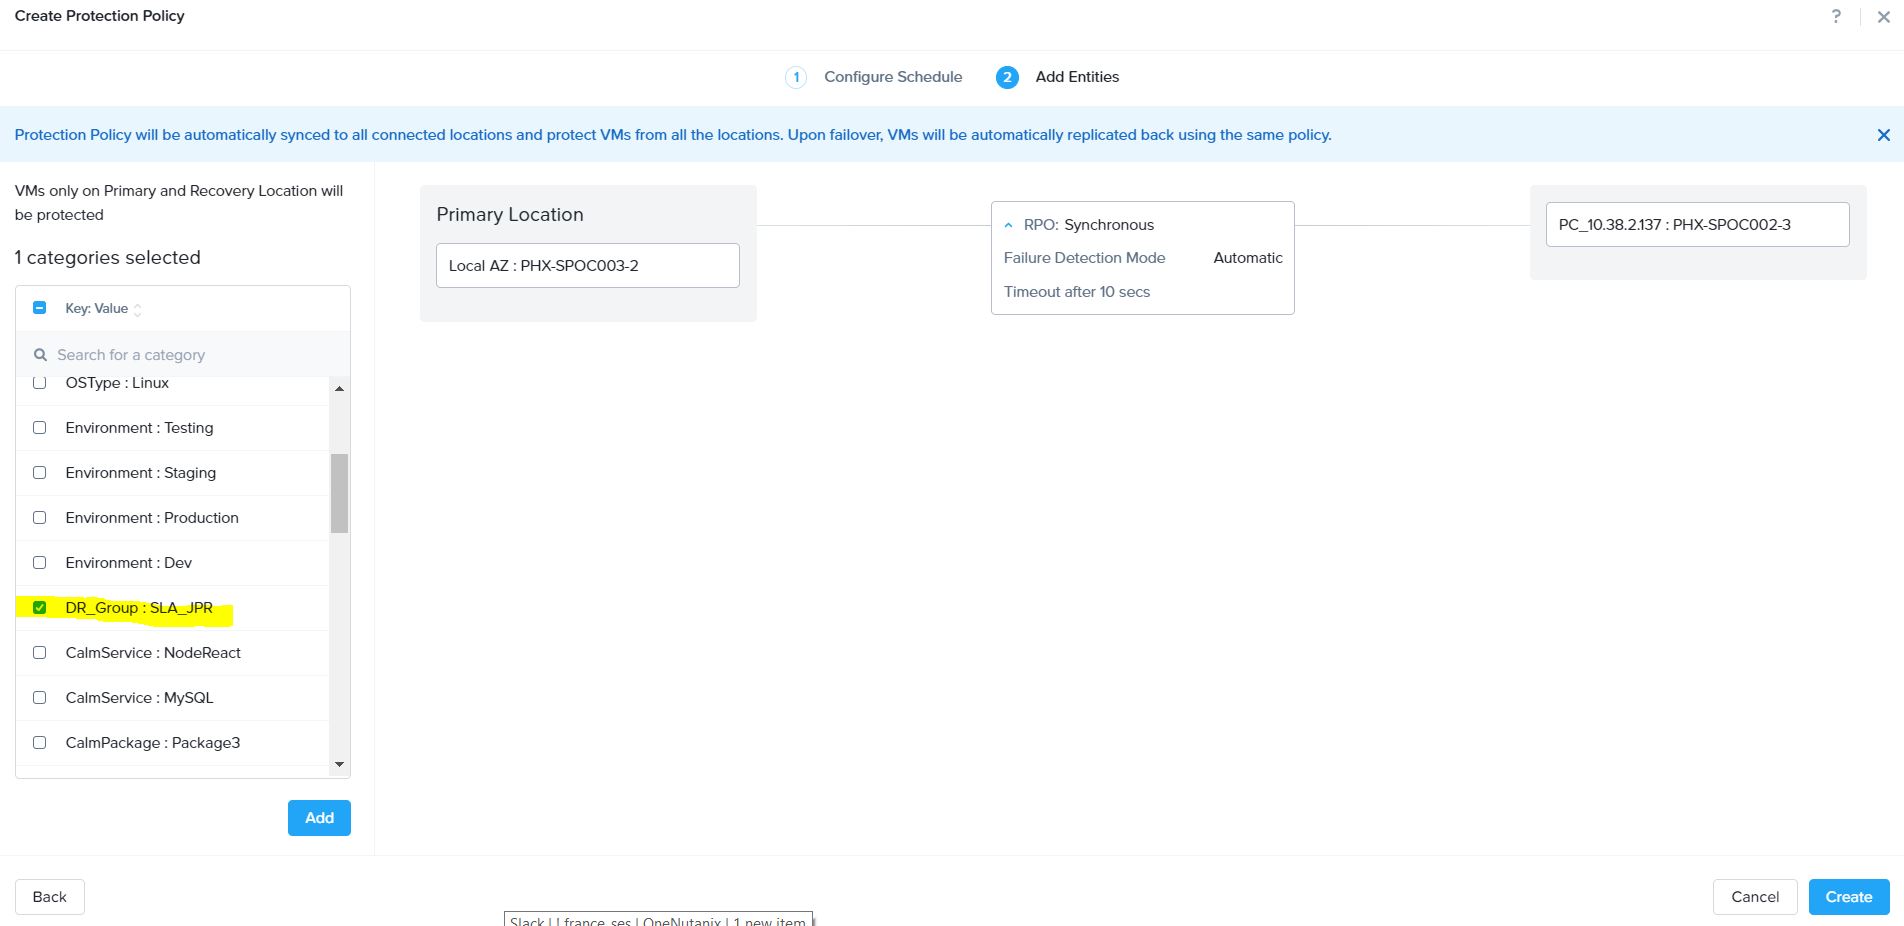 Create Protection Policy
?
1 Configure Schedule 2 Add Entities
Protection Policy will be automatically synced to all connected locations and protect VMs from all the locations. Upon failover, VMs will be automatically replicated back using the same policy.
VMs only on Primary and Recovery Location will
be protected
1 categories selected
Key: Value
Search for a category
OSType : Linux
Environment : Testing
Environment : Staging
Environment : Production
Environment : Dev
DR_Group : SLA_JPR
CalmService : NodeReact
CalmService : MySQL
CalmPackage : Package3
Add
Primary Location
Local AZ : PHX-SPOC003-2
RPO: Synchronous
Failure Detection Mode Automatic
Timeout after 10 secs
PC_10.38.2.137 : PHX-SPOC002-3
Back
Cancel
Create
Slack | ! france_ses | OneNutanix | 1 new item